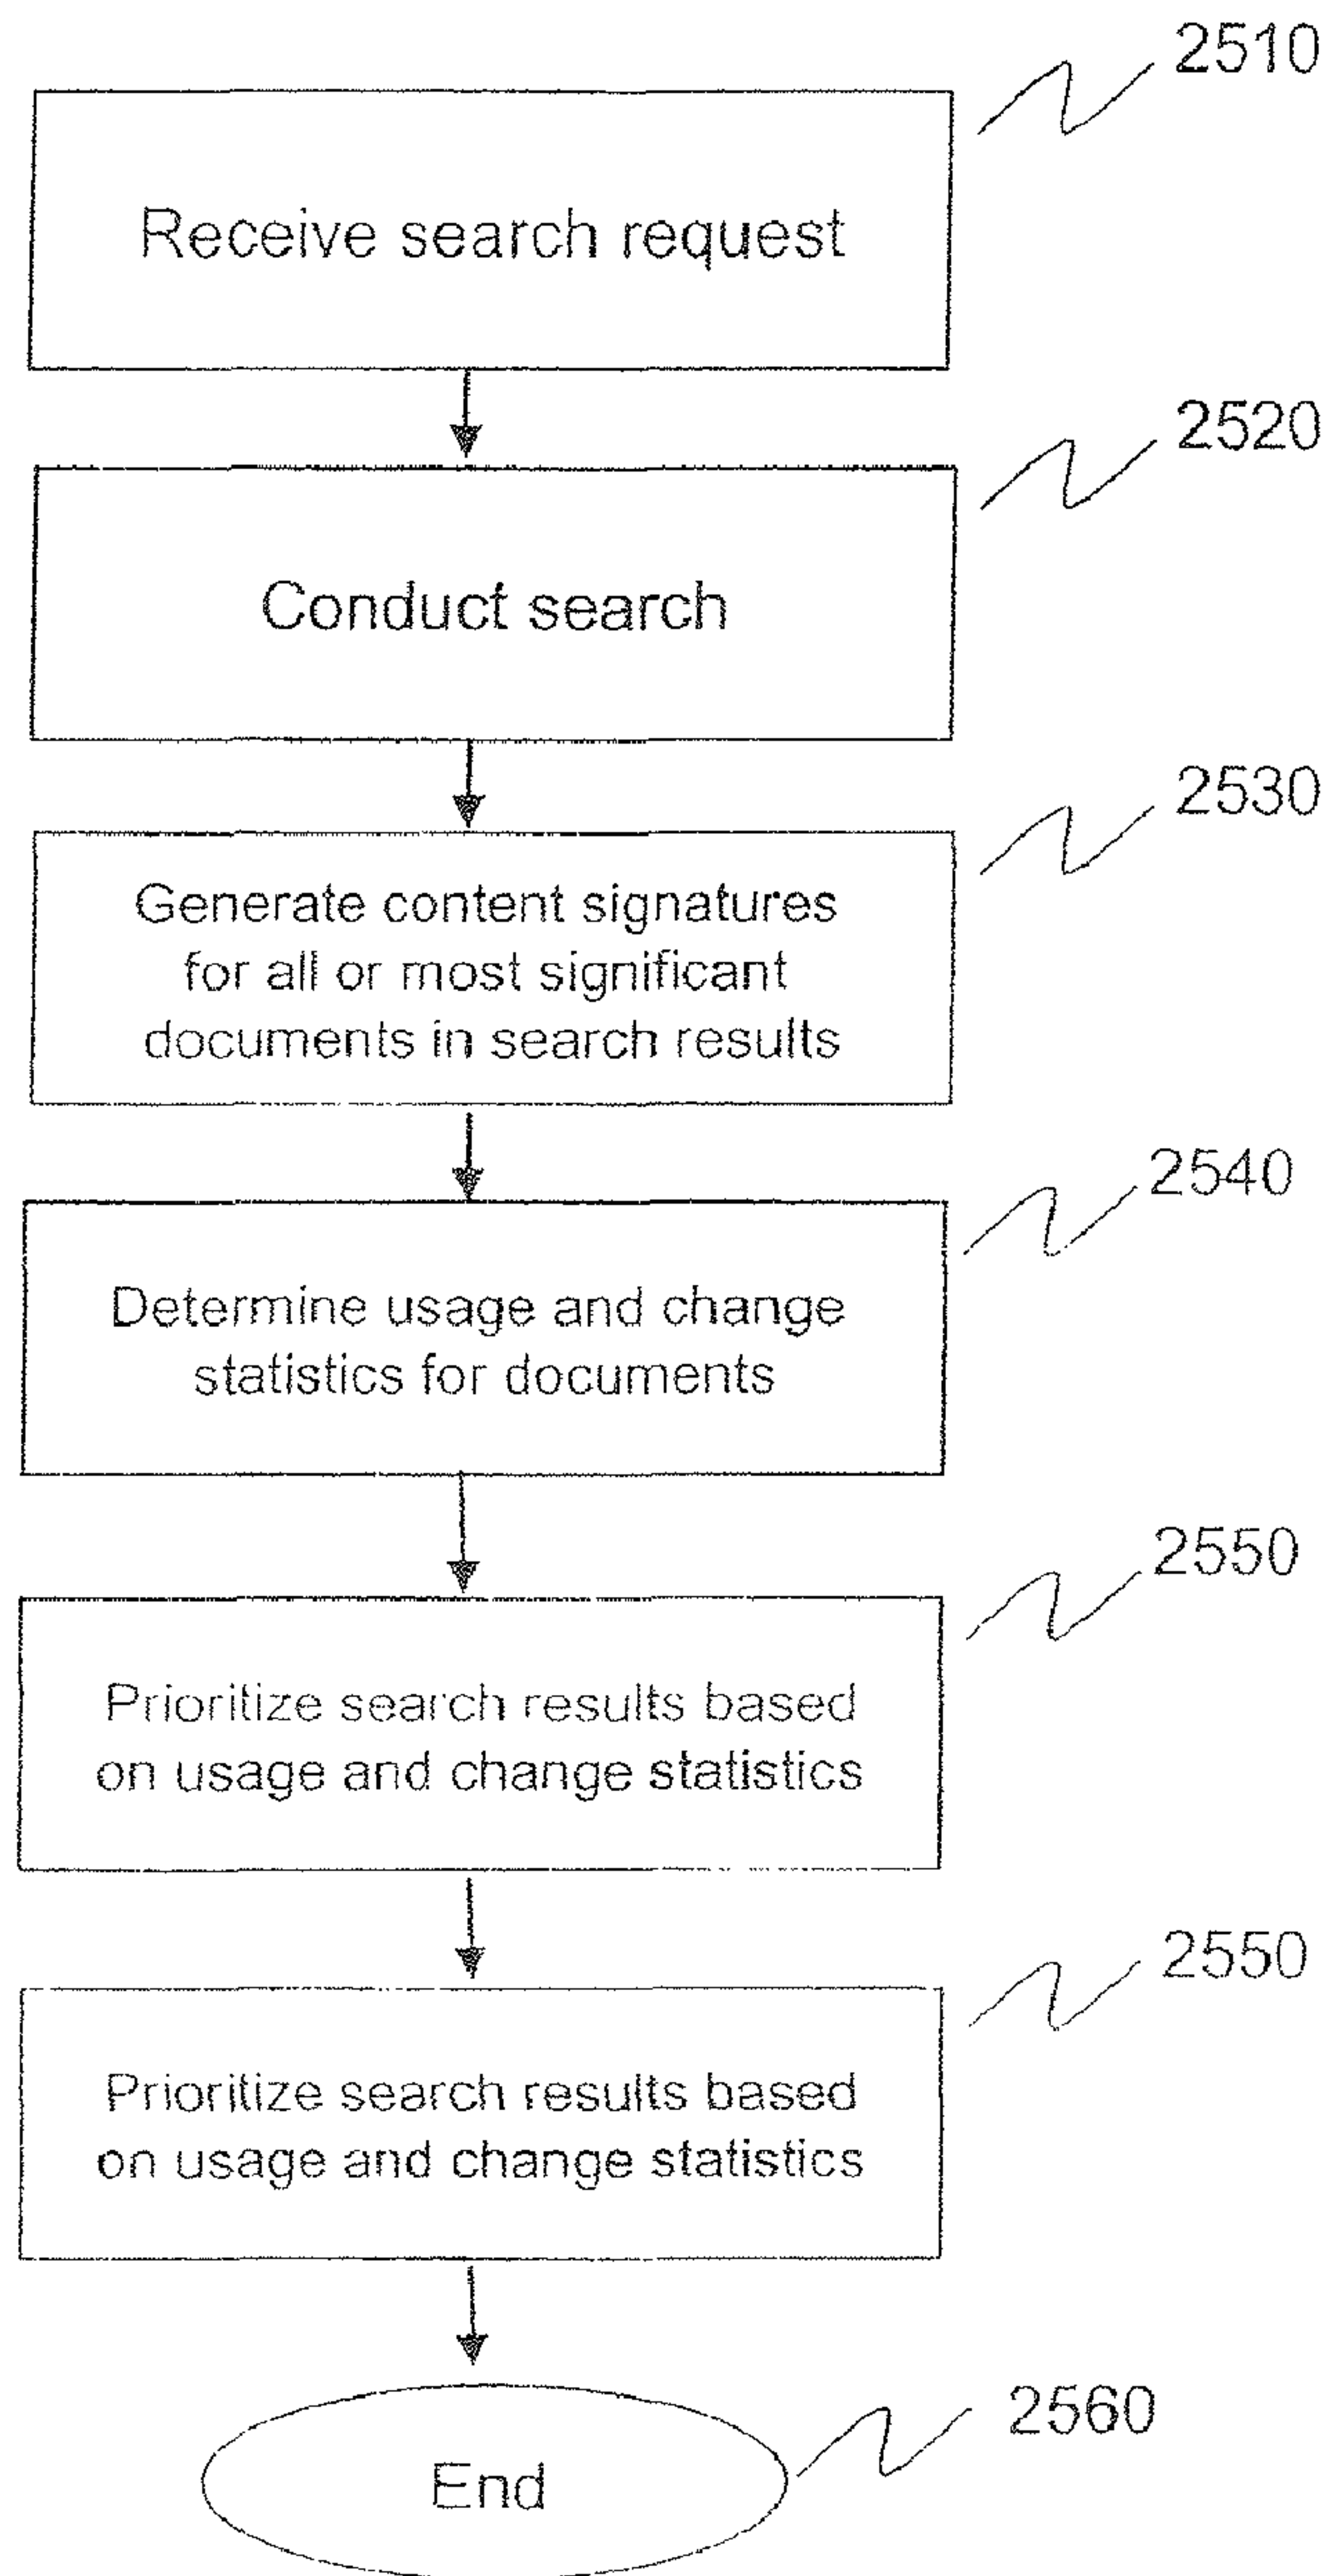 2510
Receive search request
2520
Conduct search
2530
Generate content signatures
for all or most significant
documents in search results
2540
Determine usage and change
statistics for documents
2550
Prioritize search results based
on usage and change statistics
2550
Prioritize search results based
on usage and change statistics
2560
End